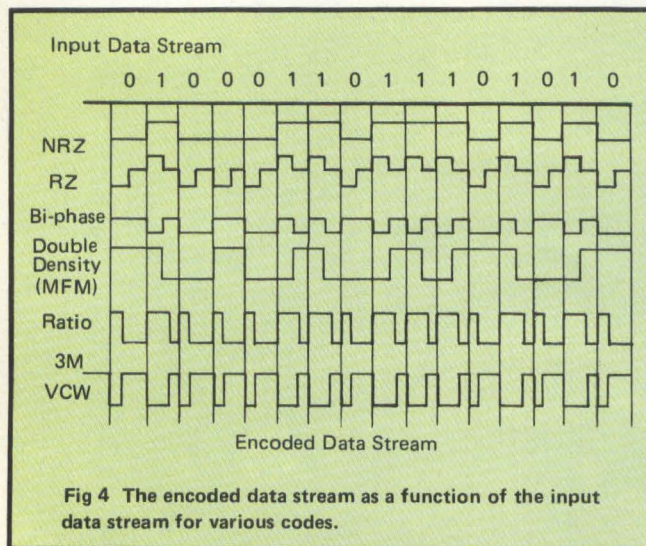 Input Data Stream
0 1 0 0 0 1 1 0 1 1 1 0 1 0 1 0
NRZ
RZ
Bi-phase
Double
Density
(MFM)
Ratio
3M
VCW
Encoded Data Stream
Fig 4 The encoded data stream as a function of the input
data stream for various codes.